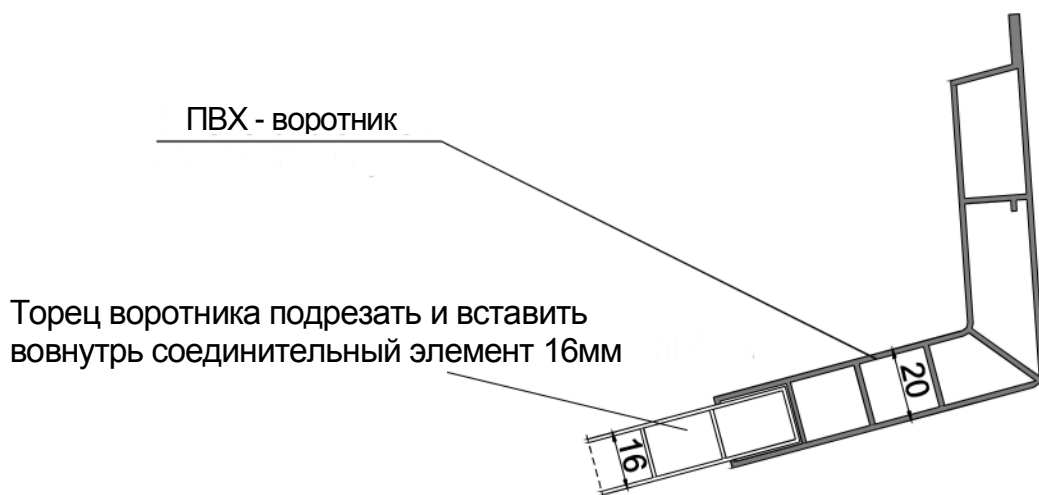 ПВХ - воротник
Торец воротника подрезать и вставить
вовнутрь соединительный элемент 16мм
20
16